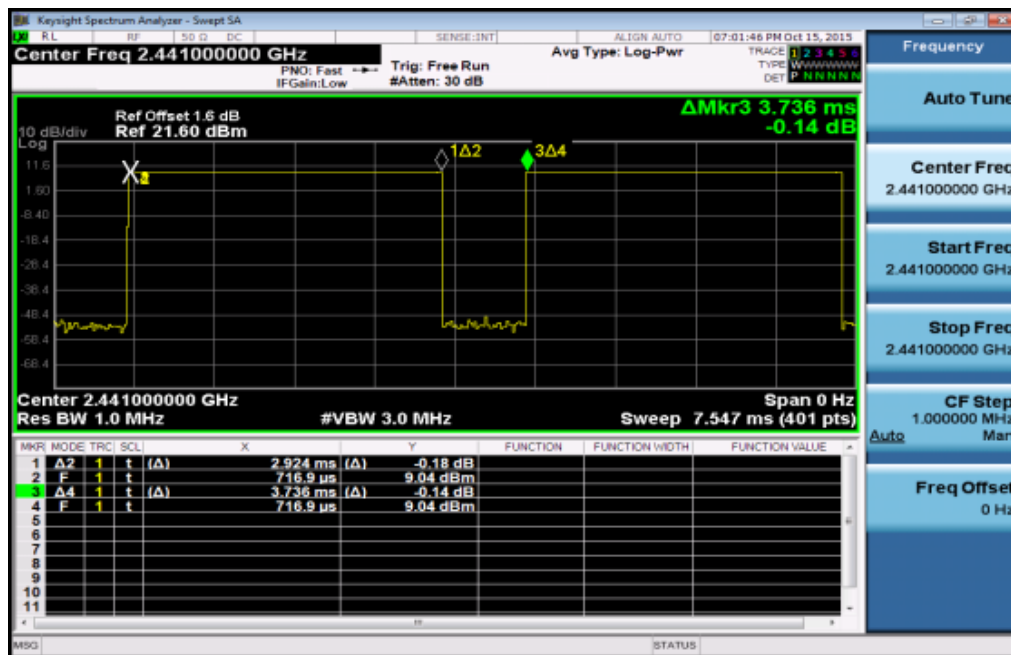 Keysight Spectrum Analyzer - Swept SA
RL RF 50 Ω DC SENSE:INT ALIGN AUTO 07:01:46 PM Oct 15, 2015
Center Freq 2.441000000 GHz
PNO: Fast
IFGain:Low
Trig: Free Run
#Atten: 30 dB
Avg Type: Log-Pwr
TRACE 1 2 3 4 5 6
TYPE WWWWWW
DET P N N N N N
Frequency
Auto Tune
Center Freq
2.441000000 GHz
Start Freq
2.441000000 GHz
Stop Freq
2.441000000 GHz
CF Step
1.000000 MHz
Auto Man
Freq Offset
0 Hz
ΔMkr3 3.736 ms
-0.14 dB
Ref Offset 1.6 dB
10 dB/div Ref 21.60 dBm
Log
11.6
1.60
-8.40
-18.4
-28.4
-38.4
-48.4
-58.4
-68.4
1Δ2
3Δ4
Center 2.441000000 GHz Span 0 Hz
Res BW 1.0 MHz #VBW 3.0 MHz Sweep 7.547 ms (401 pts)
MKR MODE TRC SCL X Y FUNCTION FUNCTION WIDTH FUNCTION VALUE
1 Δ2 1 t (Δ) 2.924 ms (Δ) -0.18 dB
2 F 1 t 716.9 µs 9.04 dBm
3 Δ4 1 t (Δ) 3.736 ms (Δ) -0.14 dB
4 F 1 t 716.9 µs 9.04 dBm
5
6
7
8
9
10
11
MSG STATUS